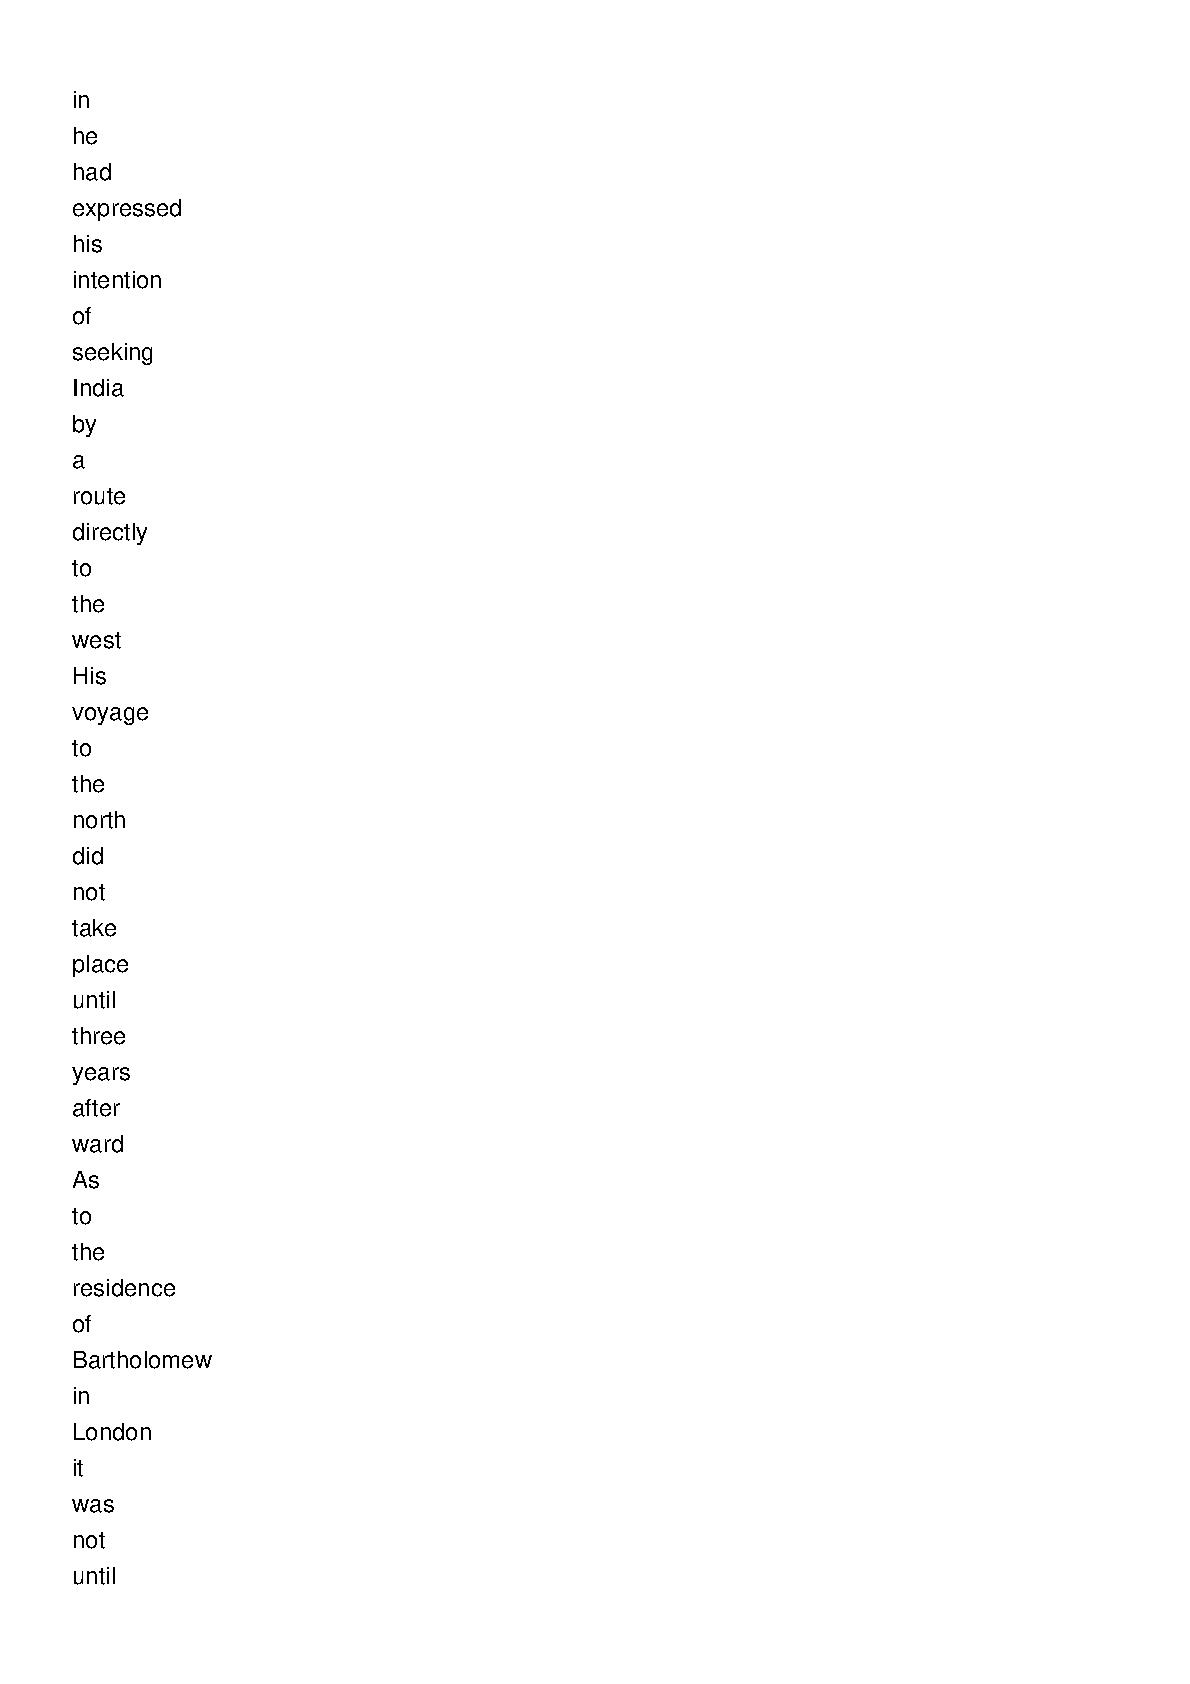 in
he
had
expressed
his
intention
of
seeking
India
by
a
route
directly
to
the
west
His
voyage
to
the
north
did
not
take
place
until
three
years
after
ward
As
to
the
residence
of
Bartholomew
in
London
it
was
not
until